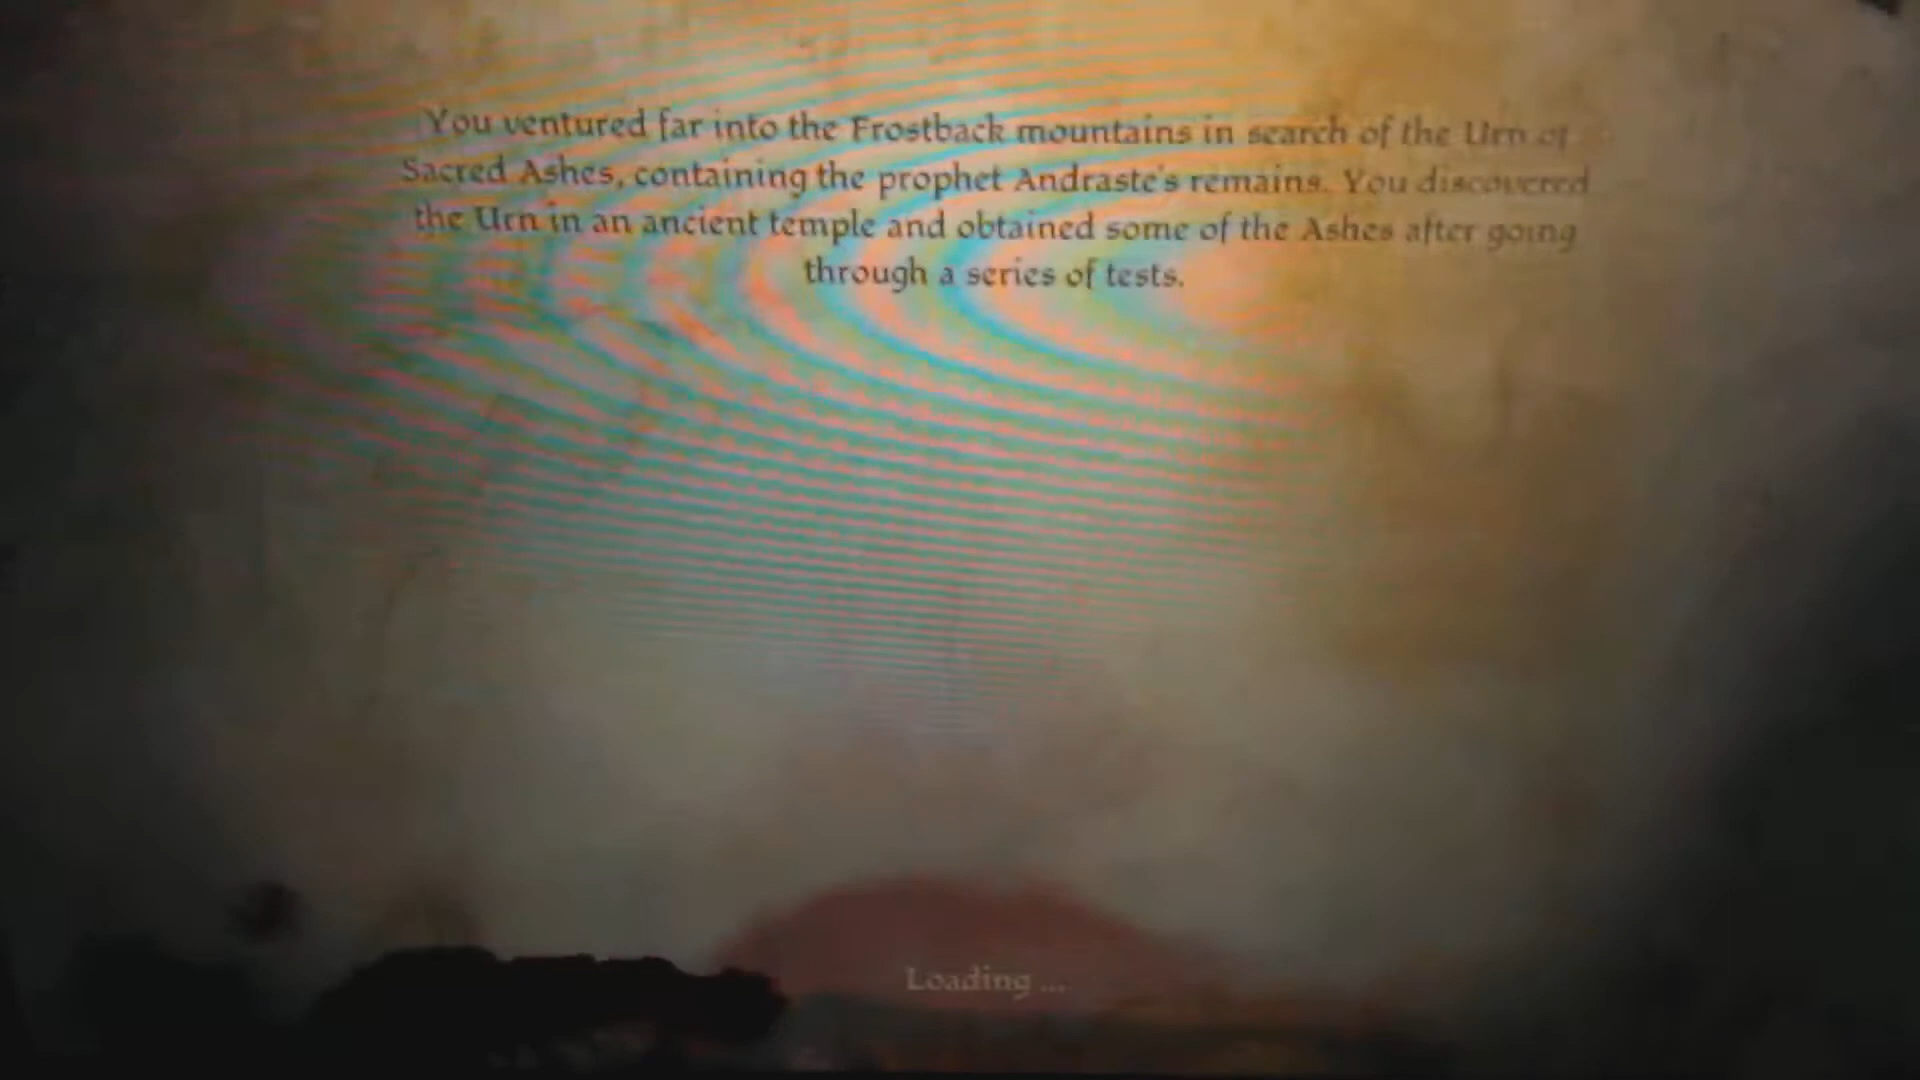 You ventured far into the Frostback mountains in search of the Urn of
Sacred Ashes, containing the prophet Andraste's remains. You discovered
the Urn in an ancient temple and obtained some of the Ashes after going
through a series of tests.
Loading ...